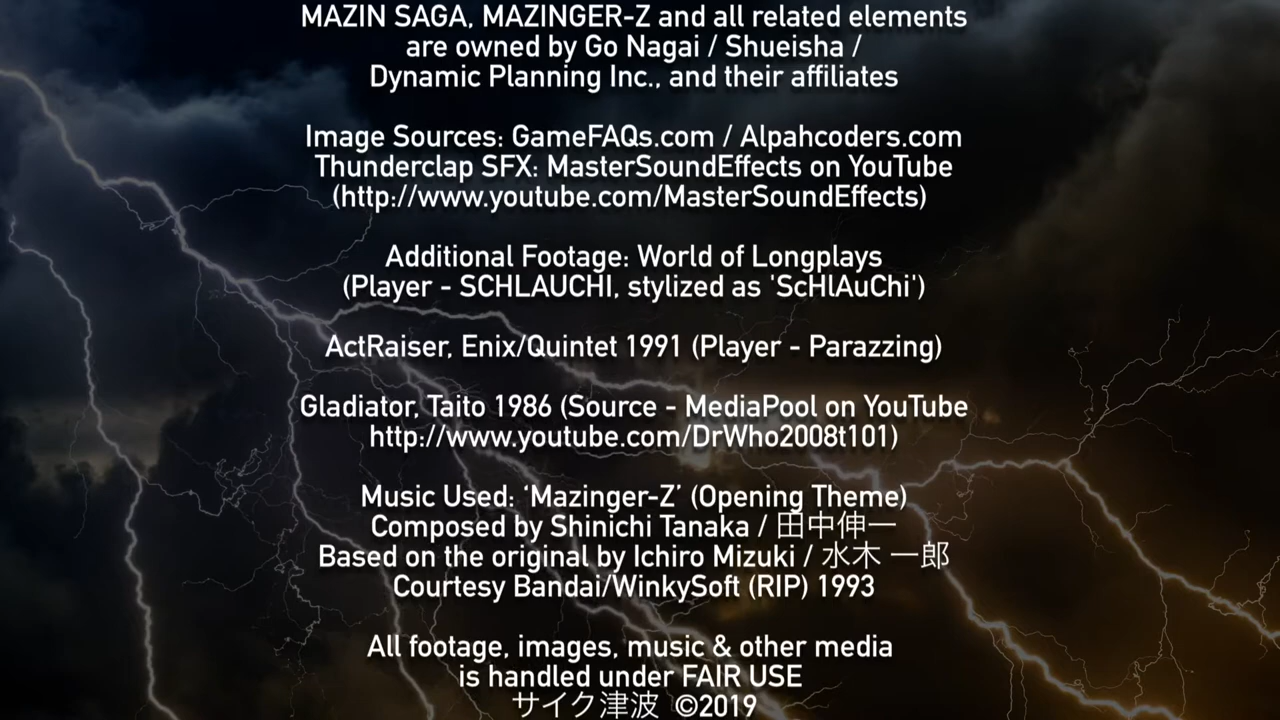 MAZIN SAGA, MAZINGER-Z and all related elements
are owned by Go Nagai / Shueisha /
Dynamic Planning Inc., and their affiliates
Image Sources: GameFAQs.com / Alpahcoders.com
Thunderclap SFX: MasterSoundEffects on YouTube
(http://www.youtube.com/MasterSoundEffects)
Additional Footage: World of Longplays
(Player - SCHLAUCHI, stylized as 'ScHlAuChi')
ActRaiser, Enix/Quintet 1991 (Player - Parazzing)
Gladiator, Taito 1986 (Source - MediaPool on YouTube
http://www.youtube.com/DrWho2008t101)
Music Used: ‘Mazinger-Z’ (Opening Theme)
Composed by Shinichi Tanaka / 田中伸一
Based on the original by Ichiro Mizuki / 水木 一郎
Courtesy Bandai/WinkySoft (RIP) 1993
All footage, images, music & other media
is handled under FAIR USE
サイク津波 ©2019